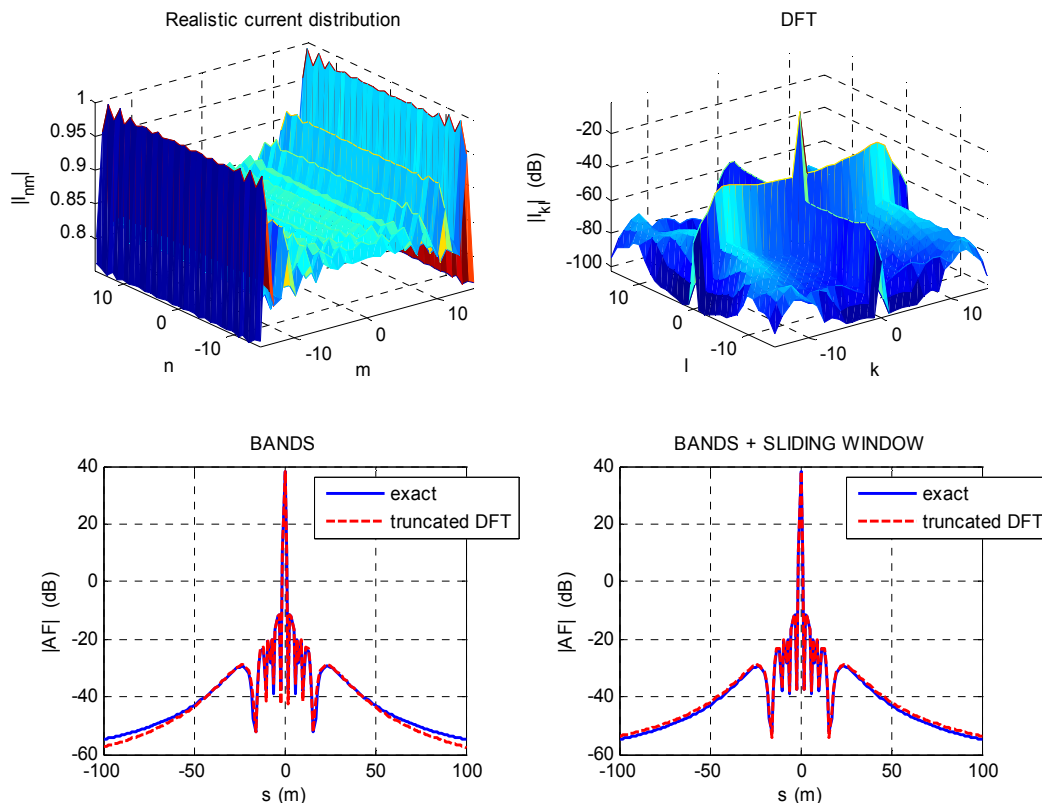 Realistic current distribution
1
0.95
0.9
0.85
0.8
|I_nm|
10
0
-10
n
-10
0
10
m
DFT
-20
-40
-60
-80
-100
|I_kl| (dB)
10
0
-10
l
-10
0
10
k
BANDS
40
20
0
-20
-40
-60
|AF| (dB)
exact
truncated DFT
-100
-50
0
50
100
s (m)
BANDS + SLIDING WINDOW
40
20
0
-20
-40
-60
|AF| (dB)
exact
truncated DFT
-100
-50
0
50
100
s (m)